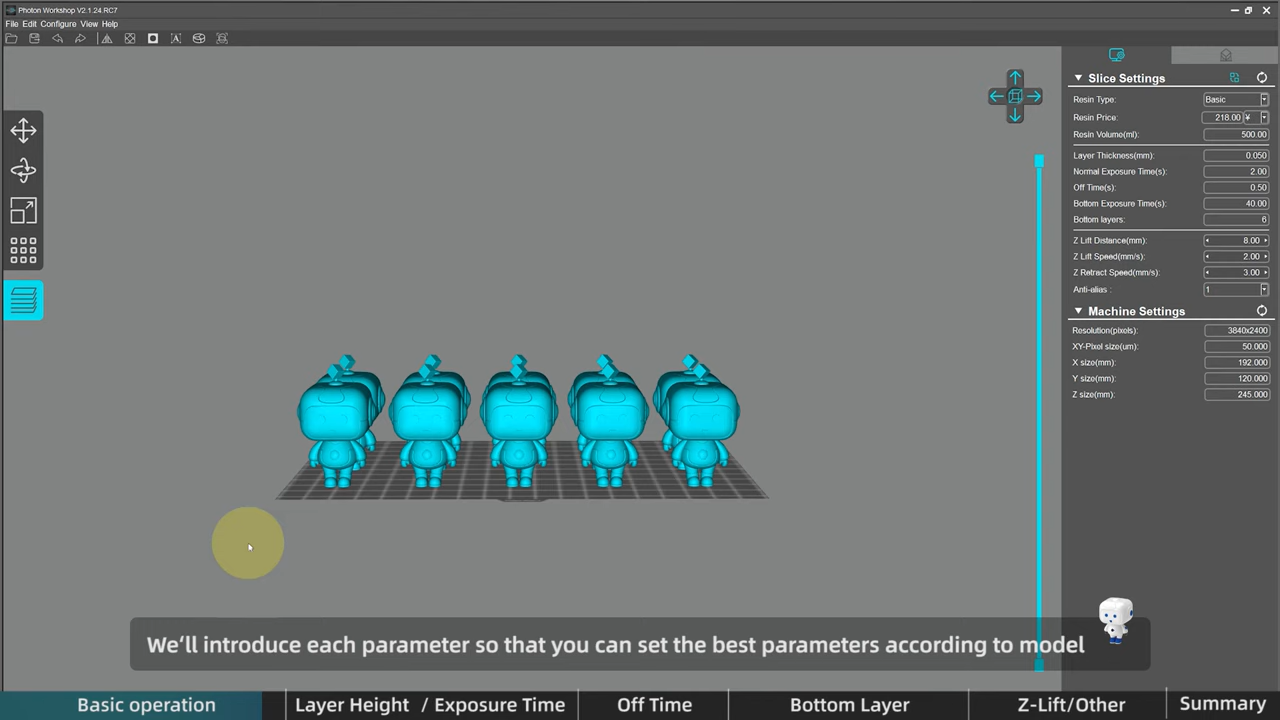 Photon Workshop V2.1.24.RC7
File Edit Configure View Help
A
Slice Settings
Resin Type: Basic
Resin Price: 218.00 ¥
Resin Volume(ml): 500.00
Layer Thickness(mm): 0.050
Normal Exposure Time(s): 2.00
Off Time(s): 0.50
Bottom Exposure Time(s): 40.00
Bottom layers: 6
Z Lift Distance(mm): 8.00
Z Lift Speed(mm/s): 2.00
Z Retract Speed(mm/s): 3.00
Anti-alias : 1
Machine Settings
Resolution(pixels): 3840x2400
XY-Pixel size(um): 50.000
X size(mm): 192.000
Y size(mm): 120.000
Z size(mm): 245.000
We'll introduce each parameter so that you can set the best parameters according to model
Basic operation Layer Height / Exposure Time Off Time Bottom Layer Z-Lift/Other Summary